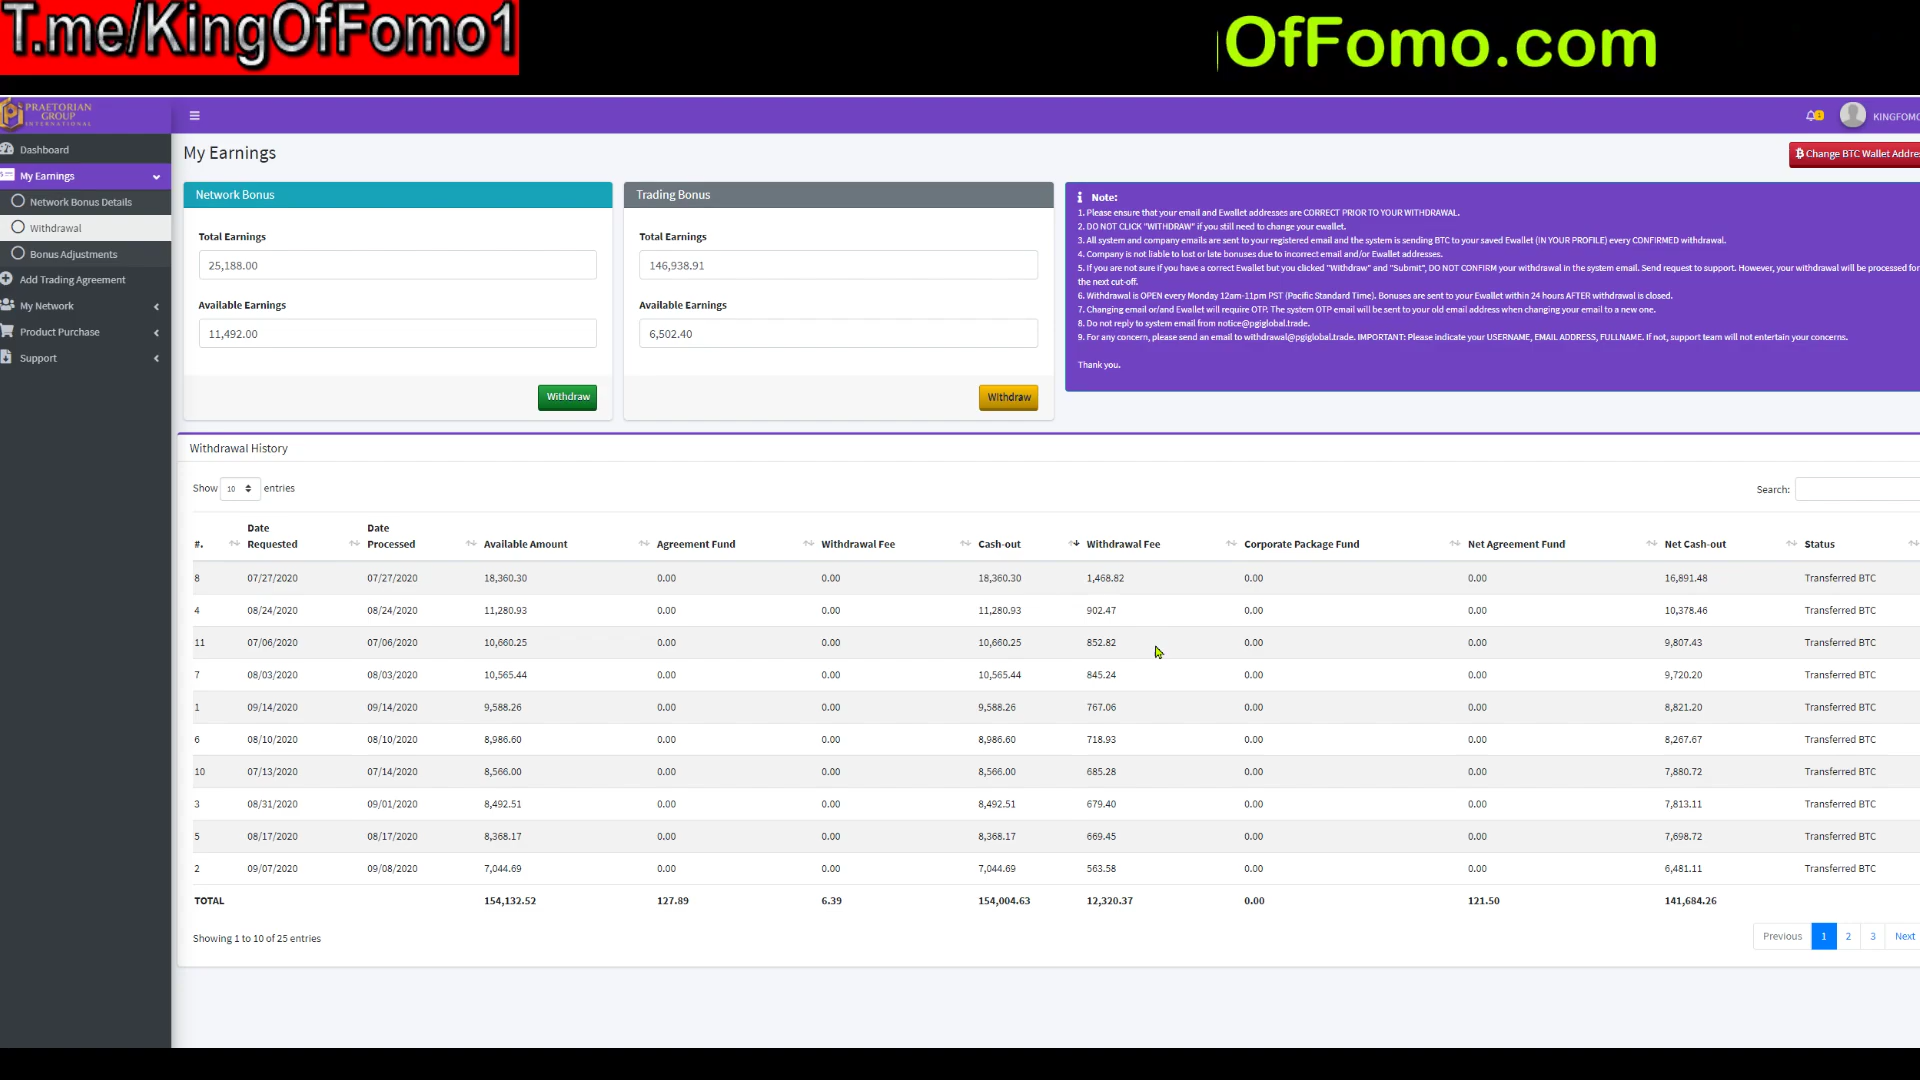 T.me/KingOfFomo1
OfFomo.com
PRAETORIAN
GROUP
INTERNATIONAL
KINGFOMO
Dashboard
My Earnings
Network Bonus Details
Withdrawal
Bonus Adjustments
Add Trading Agreement
My Network
Product Purchase
Support
My Earnings
Change BTC Wallet Addre
Network Bonus
Total Earnings
25,188.00
Available Earnings
11,492.00
Withdraw
Trading Bonus
Total Earnings
146,938.91
Available Earnings
6,502.40
Withdraw
Note:
1. Please ensure that your email and Ewallet addresses are CORRECT PRIOR TO YOUR WITHDRAWAL.
2. DO NOT CLICK "WITHDRAW" if you still need to change your ewallet.
3. All system and company emails are sent to your registered email and the system is sending BTC to your saved Ewallet (IN YOUR PROFILE) every CONFIRMED withdrawal.
4. Company is not liable to lost or late bonuses due to incorrect email and/or Ewallet addresses.
5. If you are not sure if you have a correct Ewallet but you clicked "Withdraw" and "Submit", DO NOT CONFIRM your withdrawal in the system email. Send request to support. However, your withdrawal will be processed for
the next cut-off.
6. Withdrawal is OPEN every Monday 12am-11pm PST (Pacific Standard Time). Bonuses are sent to your Ewallet within 24 hours AFTER withdrawal is closed.
7. Changing email or/and Ewallet will require OTP. The system OTP email will be sent to your old email address when changing your email to a new one.
8. Do not reply to system email from notice@pgiglobal.trade.
9. For any concern, please send an email to withdrawal@pgiglobal.trade. IMPORTANT: Please indicate your USERNAME, EMAIL ADDRESS, FULLNAME. If not, support team will not entertain your concerns.
Thank you.
Withdrawal History
Show 10 entries
Search:
#. Date Requested Date Processed Available Amount Agreement Fund Withdrawal Fee Cash-out Withdrawal Fee Corporate Package Fund Net Agreement Fund Net Cash-out Status
8 07/27/2020 07/27/2020 18,360.30 0.00 0.00 18,360.30 1,468.82 0.00 0.00 16,891.48 Transferred BTC
4 08/24/2020 08/24/2020 11,280.93 0.00 0.00 11,280.93 902.47 0.00 0.00 10,378.46 Transferred BTC
11 07/06/2020 07/06/2020 10,660.25 0.00 0.00 10,660.25 852.82 0.00 0.00 9,807.43 Transferred BTC
7 08/03/2020 08/03/2020 10,565.44 0.00 0.00 10,565.44 845.24 0.00 0.00 9,720.20 Transferred BTC
1 09/14/2020 09/14/2020 9,588.26 0.00 0.00 9,588.26 767.06 0.00 0.00 8,821.20 Transferred BTC
6 08/10/2020 08/10/2020 8,986.60 0.00 0.00 8,986.60 718.93 0.00 0.00 8,267.67 Transferred BTC
10 07/13/2020 07/14/2020 8,566.00 0.00 0.00 8,566.00 685.28 0.00 0.00 7,880.72 Transferred BTC
3 08/31/2020 09/01/2020 8,492.51 0.00 0.00 8,492.51 679.40 0.00 0.00 7,813.11 Transferred BTC
5 08/17/2020 08/17/2020 8,368.17 0.00 0.00 8,368.17 669.45 0.00 0.00 7,698.72 Transferred BTC
2 09/07/2020 09/08/2020 7,044.69 0.00 0.00 7,044.69 563.58 0.00 0.00 6,481.11 Transferred BTC
TOTAL 154,132.52 127.89 6.39 154,004.63 12,320.37 0.00 121.50 141,684.26
Showing 1 to 10 of 25 entries
Previous 1 2 3 Next